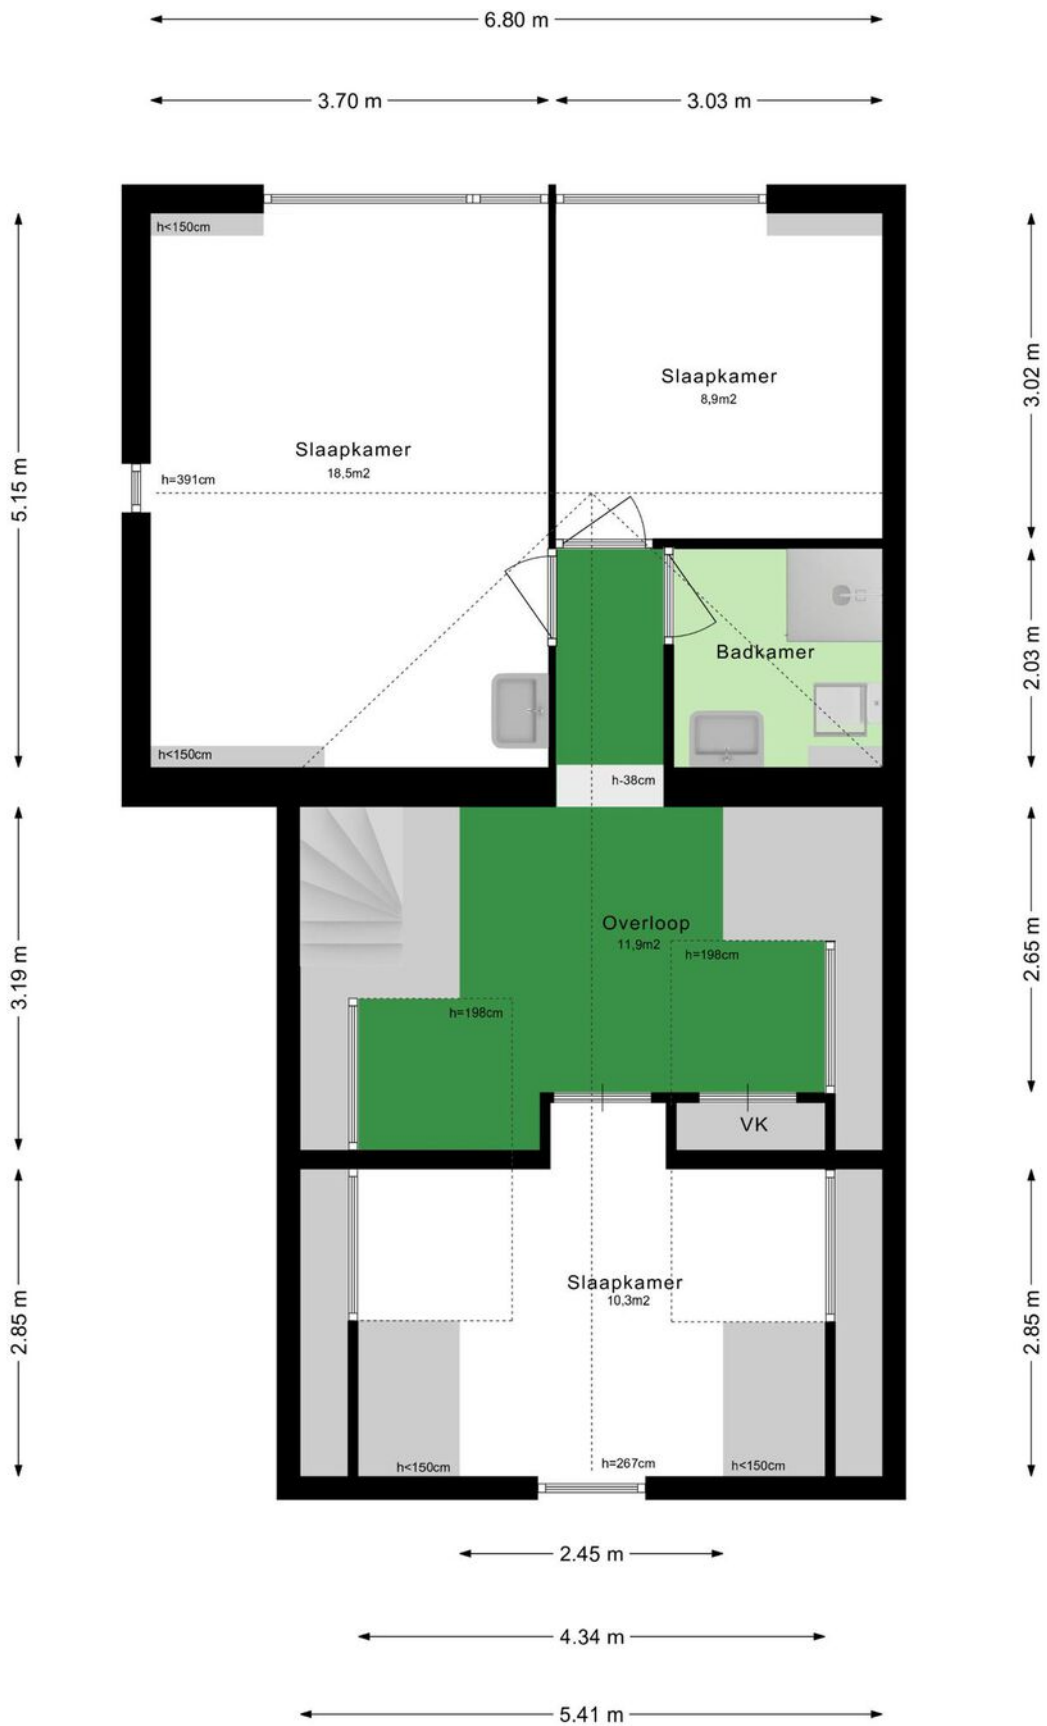 6.80 m
3.70 m
3.03 m
h<150cm
3.02 m
Slaapkamer
8,9m2
Slaapkamer
18,5m2
h=391cm
5.15 m
2.03 m
Badkamer
h<150cm
h-38cm
Overloop
11,9m2
h=198cm
2.65 m
3.19 m
h=198cm
VK
Slaapkamer
10,3m2
2.85 m
2.85 m
h<150cm
h=267cm
h<150cm
2.45 m
4.34 m
5.41 m